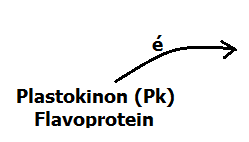 é
Plastokinon (Pk)
Flavoprotein